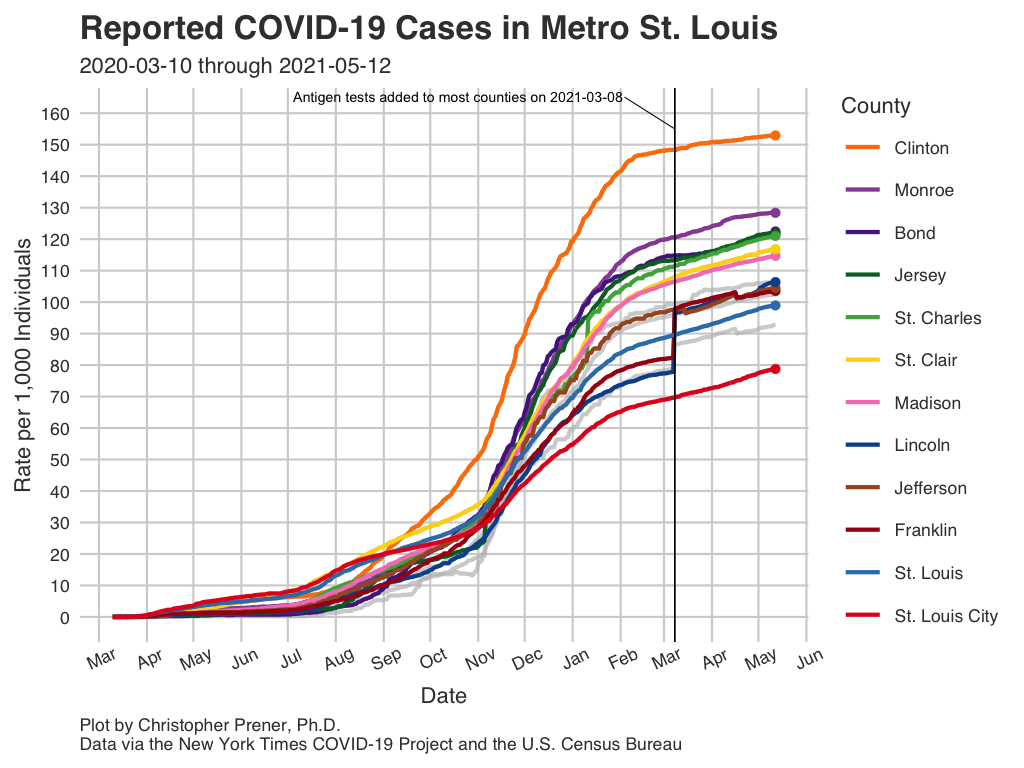 Reported COVID-19 Cases in Metro St. Louis
2020-03-10 through 2021-05-12
Antigen tests added to most counties on 2021-03-08
Rate per 1,000 Individuals
160
150
140
130
120
110
100
90
80
70
60
50
40
30
20
10
0
Mar Apr May Jun Jul Aug Sep Oct Nov Dec Jan Feb Mar Apr May Jun
Date
County
Clinton
Monroe
Bond
Jersey
St. Charles
St. Clair
Madison
Lincoln
Jefferson
Franklin
St. Louis
St. Louis City
Plot by Christopher Prener, Ph.D.
Data via the New York Times COVID-19 Project and the U.S. Census Bureau